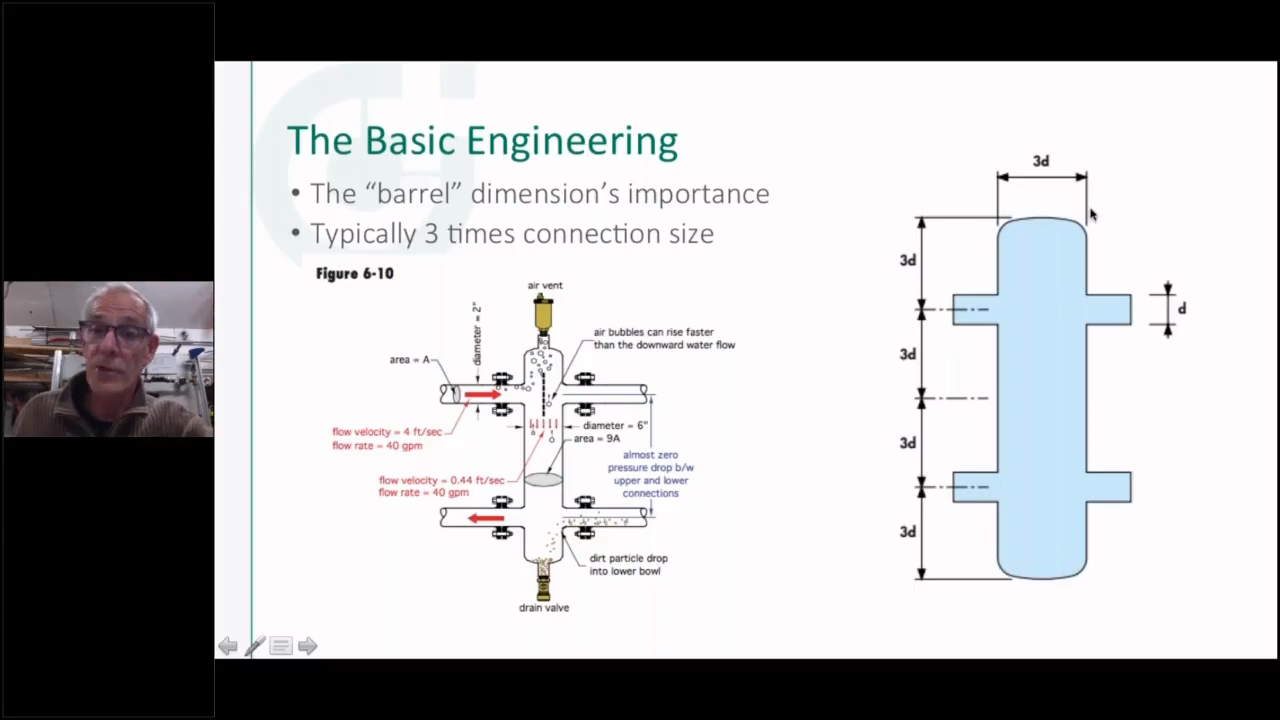 The Basic Engineering
• The “barrel” dimension’s importance
• Typically 3 times connection size
Figure 6-10
air vent
diameter = 2"
area = A
air bubbles can rise faster
than the downward water flow
flow velocity = 4 ft/sec
flow rate = 40 gpm
diameter = 6"
area = 9A
flow velocity = 0.44 ft/sec
flow rate = 40 gpm
almost zero
pressure drop b/w
upper and lower
connections
dirt particle drop
into lower bowl
drain valve
3d
3d
d
3d
3d
3d